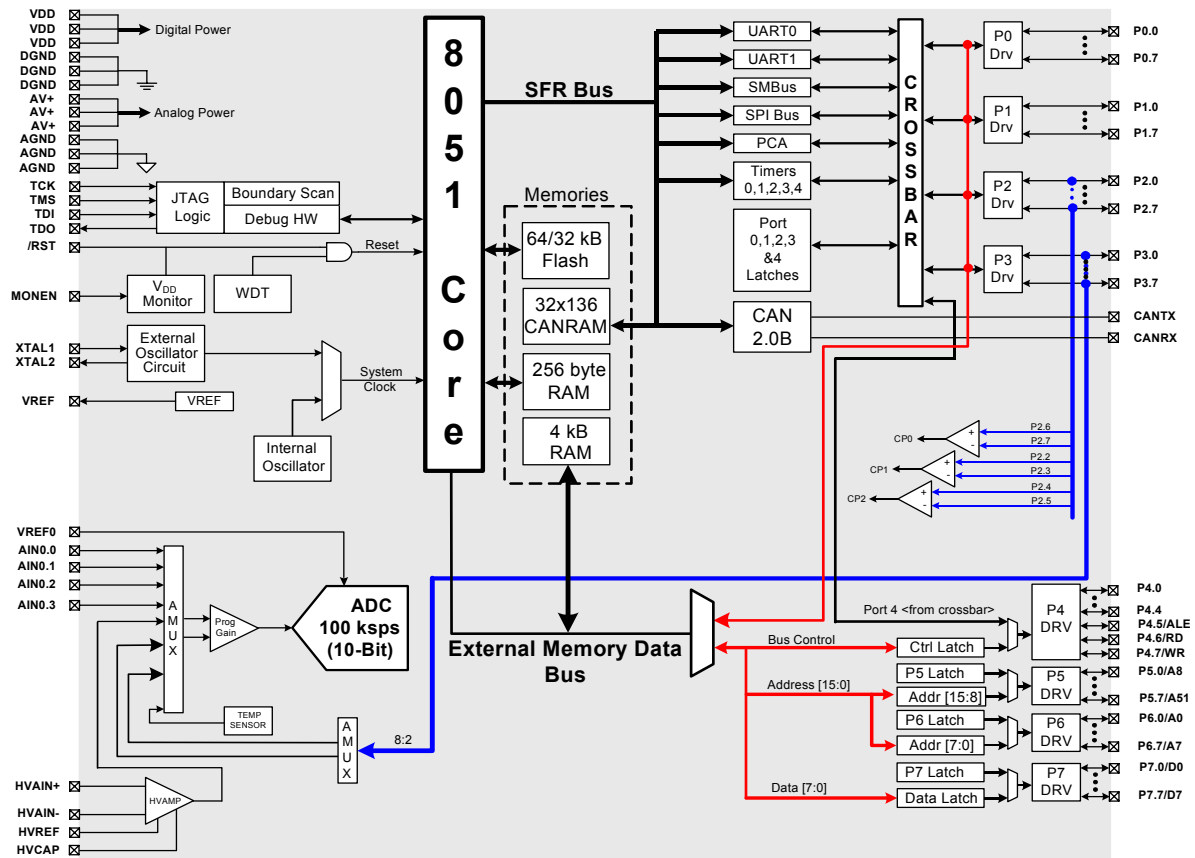 VDD
VDD
VDD
Digital Power
DGND
DGND
DGND
AV+
AV+
AV+
Analog Power
AGND
AGND
AGND
TCK
TMS
TDI
TDO
JTAG
Logic
Boundary Scan
Debug HW
/RST
Reset
VDD
Monitor
WDT
MONEN
XTAL1
XTAL2
External
Oscillator
Circuit
System
Clock
VREF
VREF
Internal
Oscillator
8
0
5
1
C
o
r
e
SFR Bus
Memories
64/32 kB
Flash
32x136
CANRAM
256 byte
RAM
4 kB
RAM
UART0
UART1
SMBus
SPI Bus
PCA
Timers
0,1,2,3,4
Port
0,1,2,3
&4
Latches
CAN
2.0B
C
R
O
S
S
B
A
R
P0
Drv
P1
Drv
P2
Drv
P3
Drv
P0.0
P0.7
P1.0
P1.7
P2.0
P2.7
P3.0
P3.7
CANTX
CANRX
CP0
+
-
P2.6
P2.7
CP1
+
-
P2.2
P2.3
CP2
+
-
P2.4
P2.5
VREF0
AIN0.0
AIN0.1
AIN0.2
AIN0.3
A
M
U
X
Prog
Gain
ADC
100 ksps
(10-Bit)
TEMP
SENSOR
A
M
U
X
8:2
HVAIN+
HVAIN-
HVREF
HVCAP
HVAMP
External Memory Data
Bus
Port 4 <from crossbar>
Bus Control
Ctrl Latch
P4
DRV
P4.0
P4.4
P4.5/ALE
P4.6/RD
P4.7/WR
Address [15:0]
P5 Latch
Addr [15:8]
P5
DRV
P5.0/A8
P5.7/A51
P6 Latch
Addr [7:0]
P6
DRV
P6.0/A0
P6.7/A7
Data [7:0]
P7 Latch
Data Latch
P7
DRV
P7.0/D0
P7.7/D7